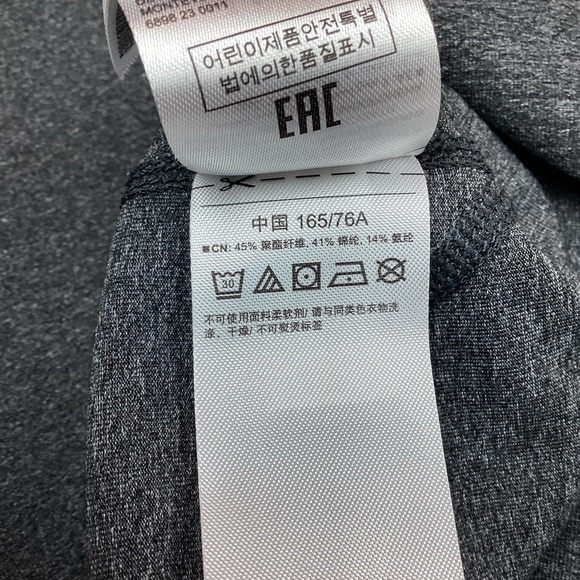 6898 23 0011
어린이제품안전특별
법에의한품질표시
EAC
中国 165/76A
■CN: 45% 聚酯纤维, 41% 锦纶, 14% 氨纶
30
不可使用面料柔软剂/ 请与同类色衣物洗
涤、干燥/ 不可熨烫标签